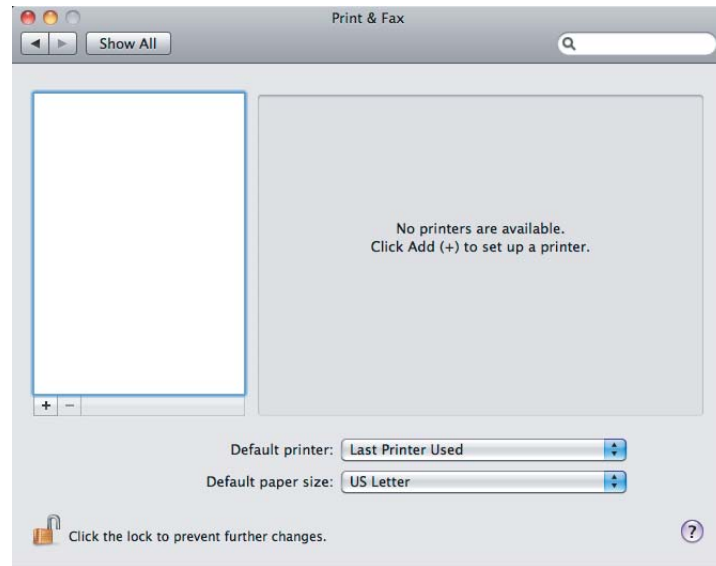 Print & Fax
Show All
No printers are available.
Click Add (+) to set up a printer.
+ −
Default printer: Last Printer Used
Default paper size: US Letter
Click the lock to prevent further changes.
?